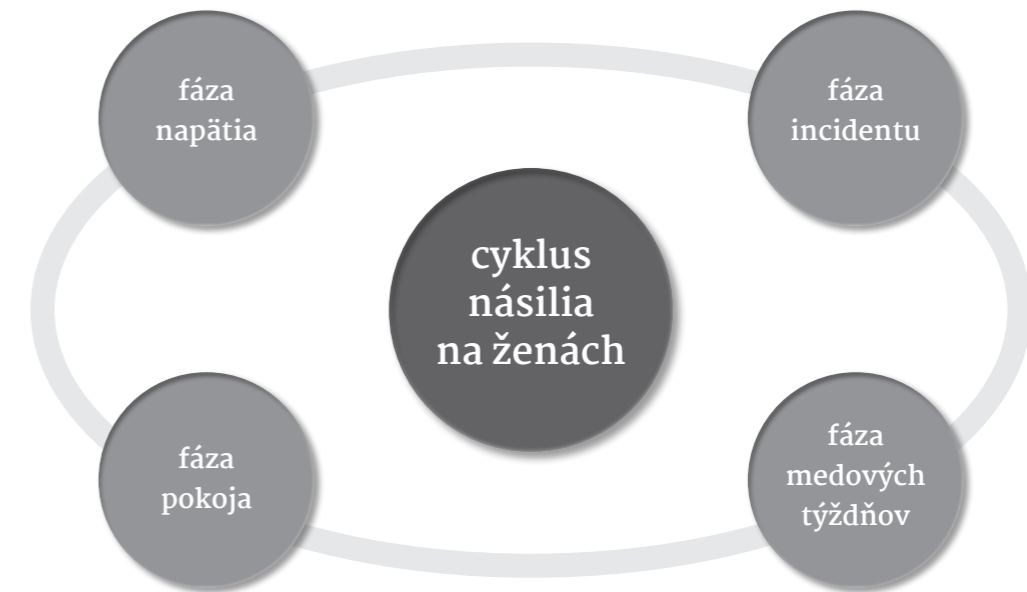 fáza
napätia
fáza
incidentu
cyklus
násilia
na ženách
fáza
pokoja
fáza
medových
týždňov